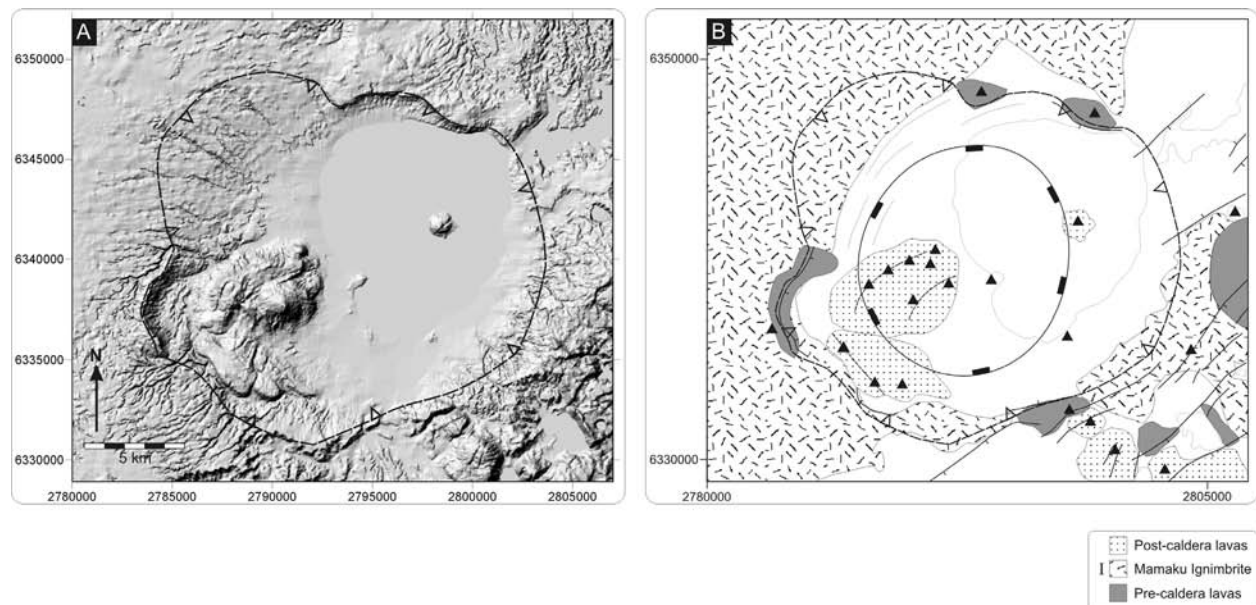 A
6350000
6345000
6340000
6335000
6330000
N
5 km
2780000 2785000 2790000 2795000 2800000 2805000
B
6350000
6330000
2780000 2805000
Post-caldera lavas
I Mamaku Ignimbrite
Pre-caldera lavas